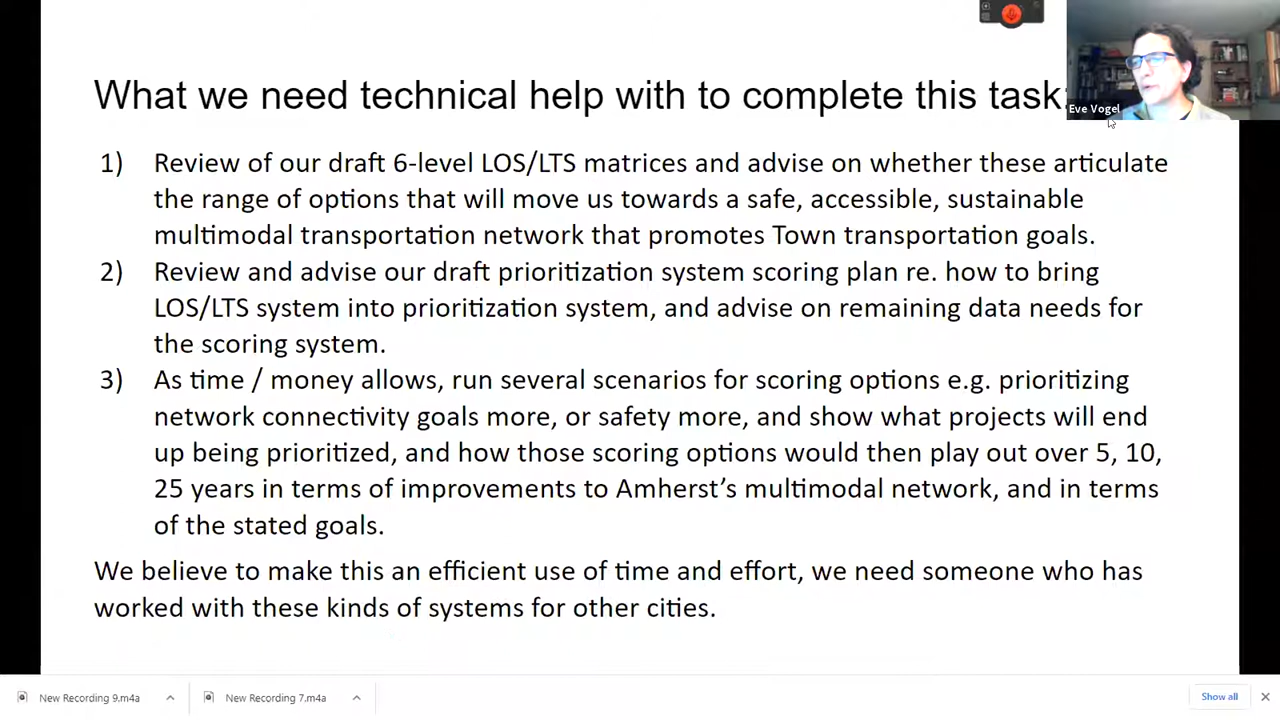 What we need technical help with to complete this task:
Eve Vogel
1) Review of our draft 6-level LOS/LTS matrices and advise on whether these articulate
the range of options that will move us towards a safe, accessible, sustainable
multimodal transportation network that promotes Town transportation goals.
2) Review and advise our draft prioritization system scoring plan re. how to bring
LOS/LTS system into prioritization system, and advise on remaining data needs for
the scoring system.
3) As time / money allows, run several scenarios for scoring options e.g. prioritizing
network connectivity goals more, or safety more, and show what projects will end
up being prioritized, and how those scoring options would then play out over 5, 10,
25 years in terms of improvements to Amherst's multimodal network, and in terms
of the stated goals.
We believe to make this an efficient use of time and effort, we need someone who has
worked with these kinds of systems for other cities.
New Recording 9.m4a
New Recording 7.m4a
Show all